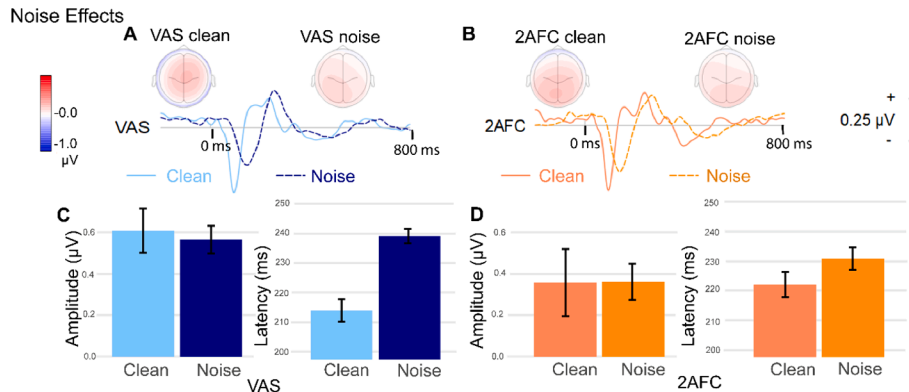 Noise Effects
A VAS clean VAS noise
B 2AFC clean 2AFC noise
-0.0
-1.0
µV
VAS
0 ms
800 ms
Clean Noise
2AFC
0 ms
800 ms
Clean Noise
+
0.25 µV
-
C
Amplitude (µV)
0.6
0.4
0.2
0.0
Clean Noise
Latency (ms)
250
240
230
220
210
200
Clean Noise
VAS
D
Amplitude (µV)
0.6
0.4
0.2
0.0
Clean Noise
Latency (ms)
250
240
230
220
210
200
Clean Noise
2AFC